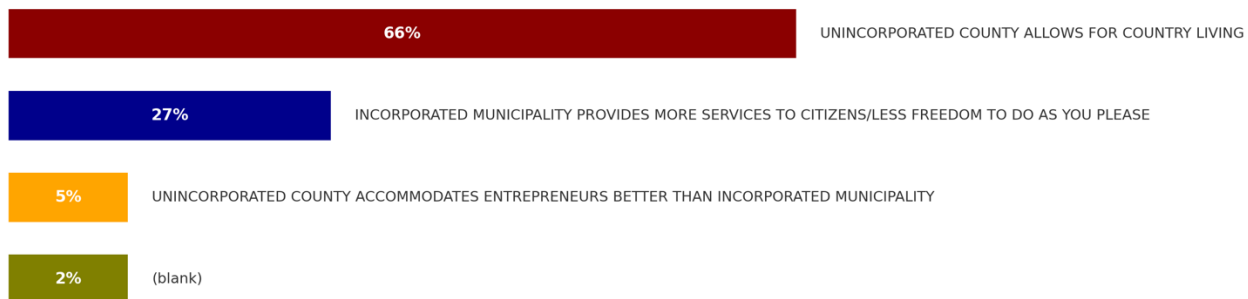 66% UNINCORPORATED COUNTY ALLOWS FOR COUNTRY LIVING
27% INCORPORATED MUNICIPALITY PROVIDES MORE SERVICES TO CITIZENS/LESS FREEDOM TO DO AS YOU PLEASE
5% UNINCORPORATED COUNTY ACCOMMODATES ENTREPRENEURS BETTER THAN INCORPORATED MUNICIPALITY
2% (blank)